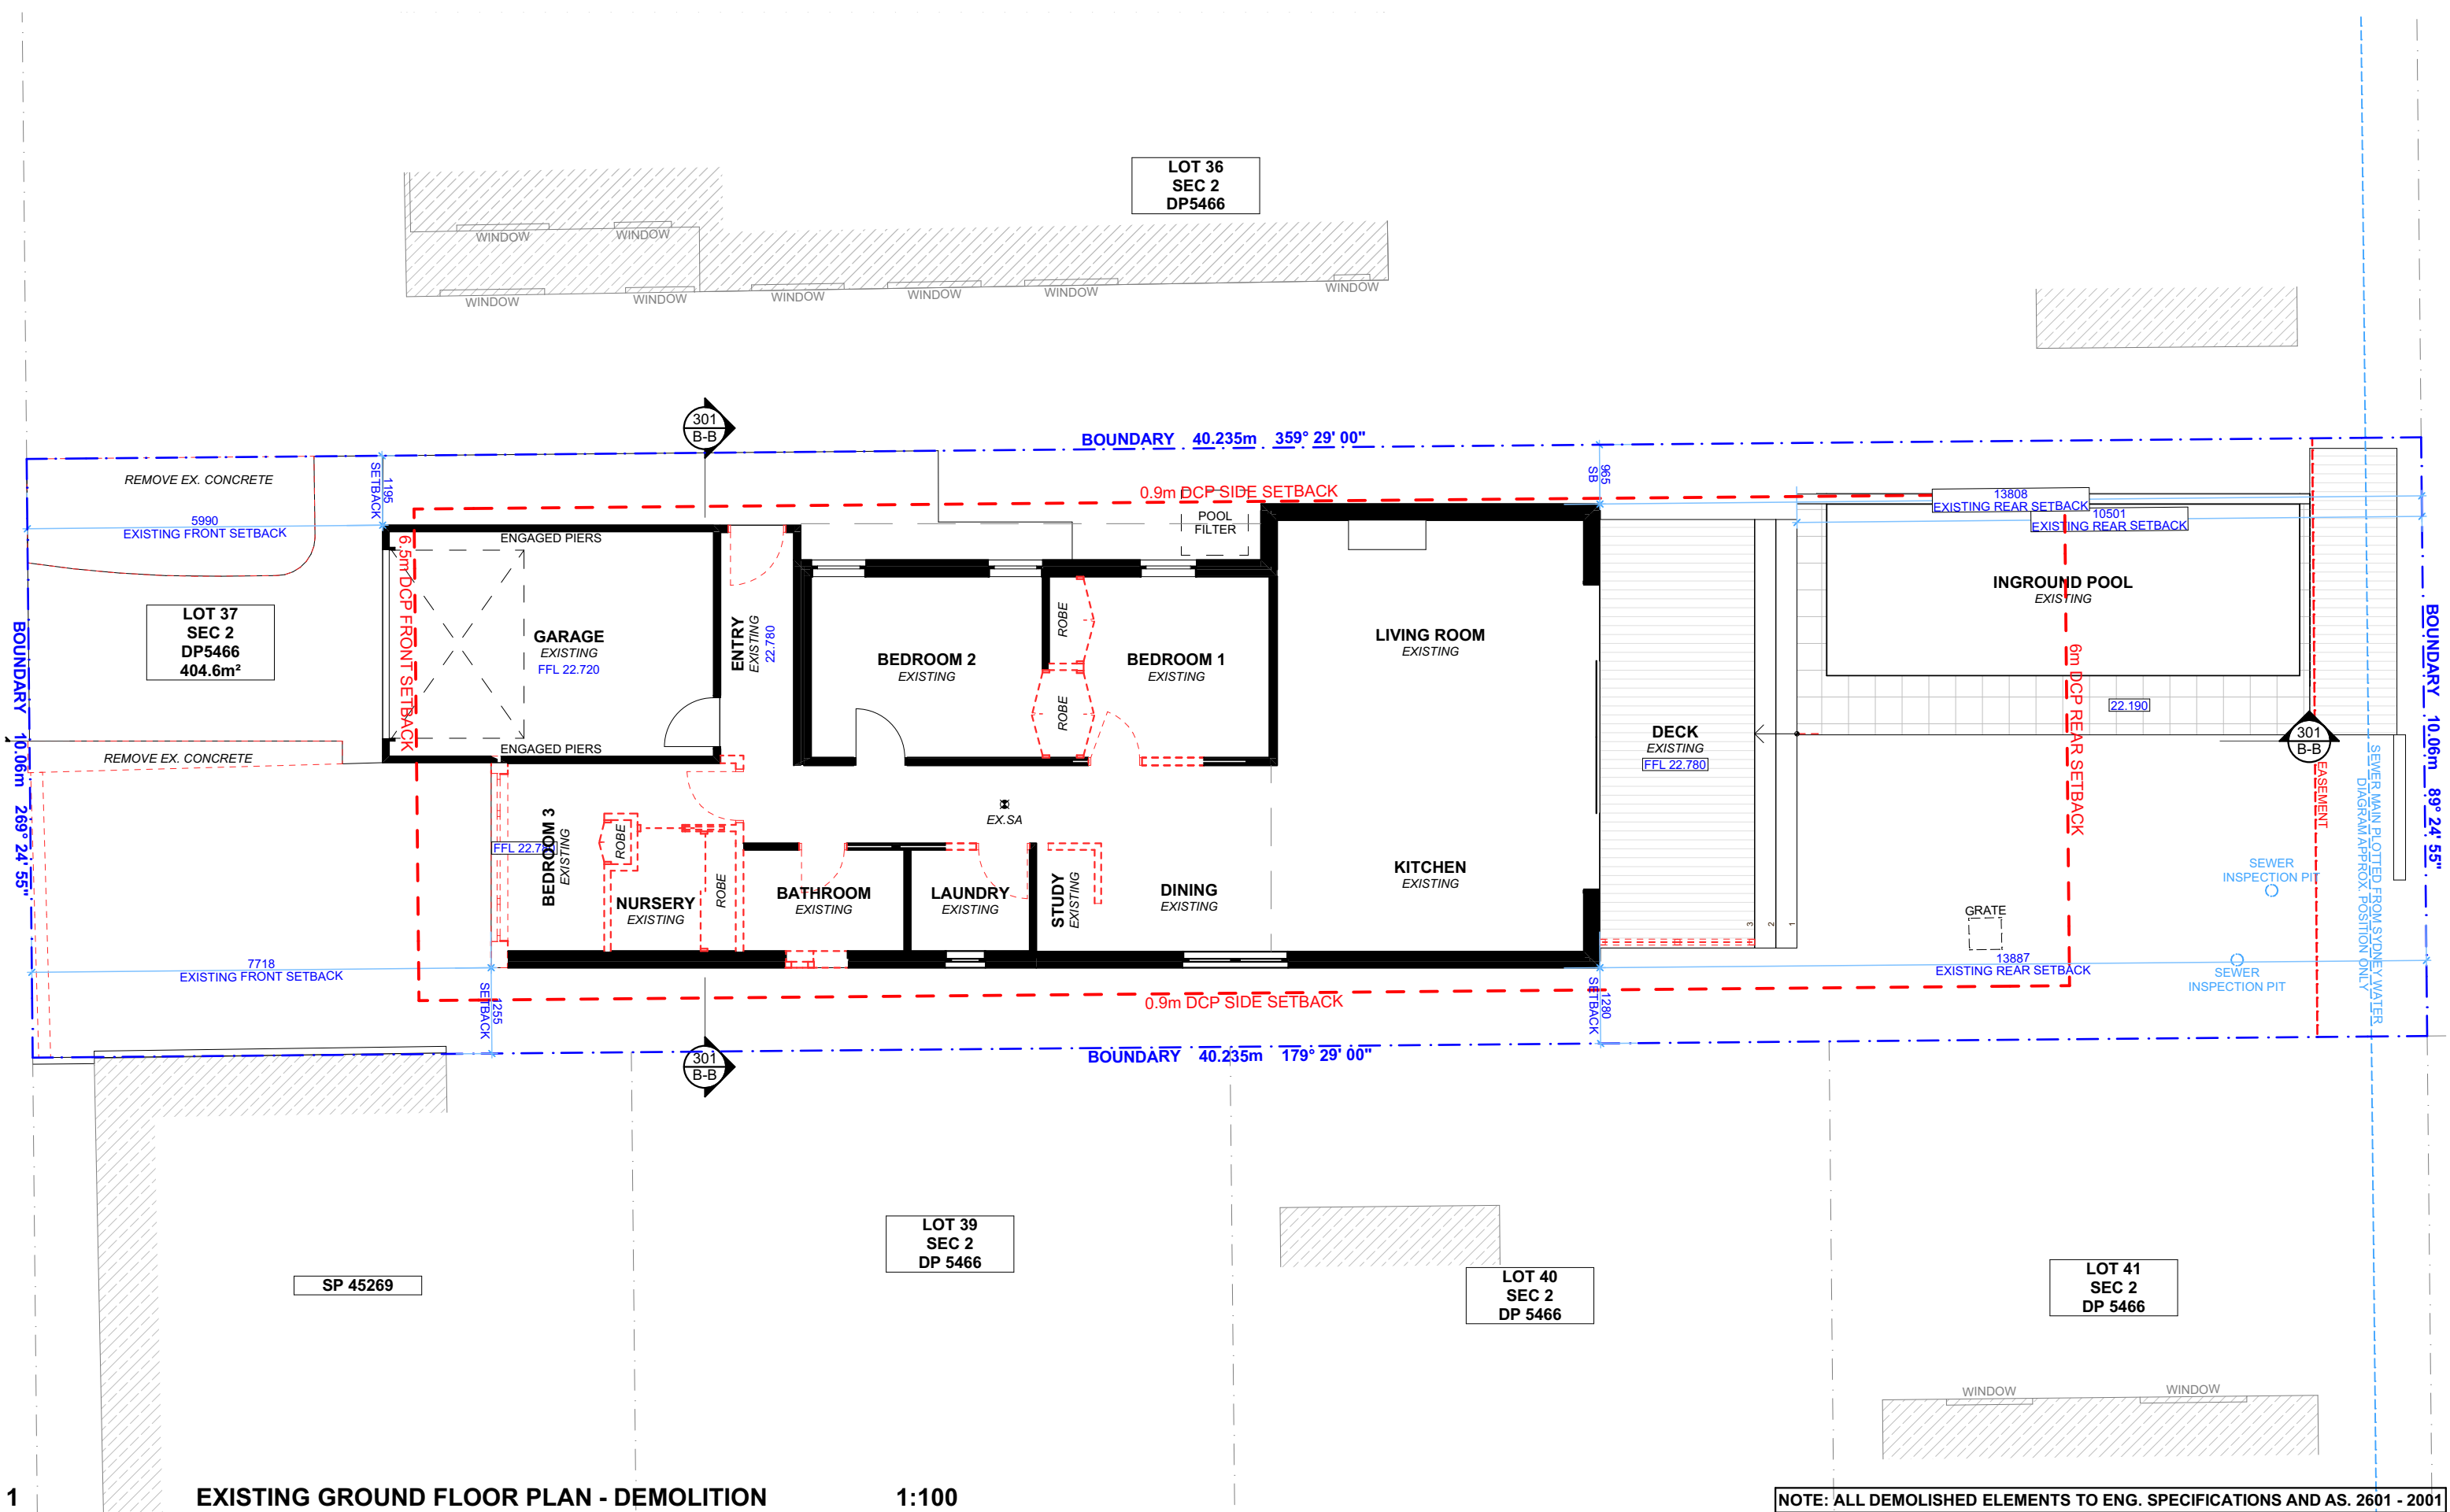 LOT 36
SEC 2
DP5466
WINDOW
WINDOW
WINDOW
WINDOW
WINDOW
WINDOW
WINDOW
WINDOW
301
B-B
BOUNDARY 40.235m 359° 29' 00"
REMOVE EX. CONCRETE
1195
SETBACK
965
SB
0.9m DCP SIDE SETBACK
13808
EXISTING REAR SETBACK
10501
EXISTING REAR SETBACK
5990
EXISTING FRONT SETBACK
POOL
FILTER
ENGAGED PIERS
6.5m DCP FRONT SETBACK
LOT 37
SEC 2
DP5466
404.6m²
GARAGE
EXISTING
FFL 22.720
ENTRY
EXISTING
22.780
BEDROOM 2
EXISTING
ROBE
ROBE
BEDROOM 1
EXISTING
LIVING ROOM
EXISTING
INGROUND POOL
EXISTING
22.190
DECK
EXISTING
FFL 22.780
6m DCP REAR SETBACK
301
B-B
BOUNDARY 10.06m 269° 24' 55"
BOUNDARY 10.06m 89° 24' 55"
ENGAGED PIERS
REMOVE EX. CONCRETE
EASEMENT
SEWER MAIN PLOTTED FROM SYDNEY WATER
DIAGRAM APPROX. POSITION ONLY
EX.SA
BEDROOM 3
EXISTING
ROBE
NURSERY
EXISTING
ROBE
BATHROOM
EXISTING
LAUNDRY
EXISTING
STUDY
EXISTING
DINING
EXISTING
KITCHEN
EXISTING
3
2
1
GRATE
SEWER
INSPECTION PIT
SEWER
INSPECTION PIT
7718
EXISTING FRONT SETBACK
13887
EXISTING REAR SETBACK
1255
SETBACK
1280
SETBACK
0.9m DCP SIDE SETBACK
301
B-B
BOUNDARY 40.235m 179° 29' 00"
SP 45269
LOT 39
SEC 2
DP 5466
LOT 40
SEC 2
DP 5466
LOT 41
SEC 2
DP 5466
WINDOW
WINDOW
1 EXISTING GROUND FLOOR PLAN - DEMOLITION 1:100
NOTE: ALL DEMOLISHED ELEMENTS TO ENG. SPECIFICATIONS AND AS. 2601 - 2001